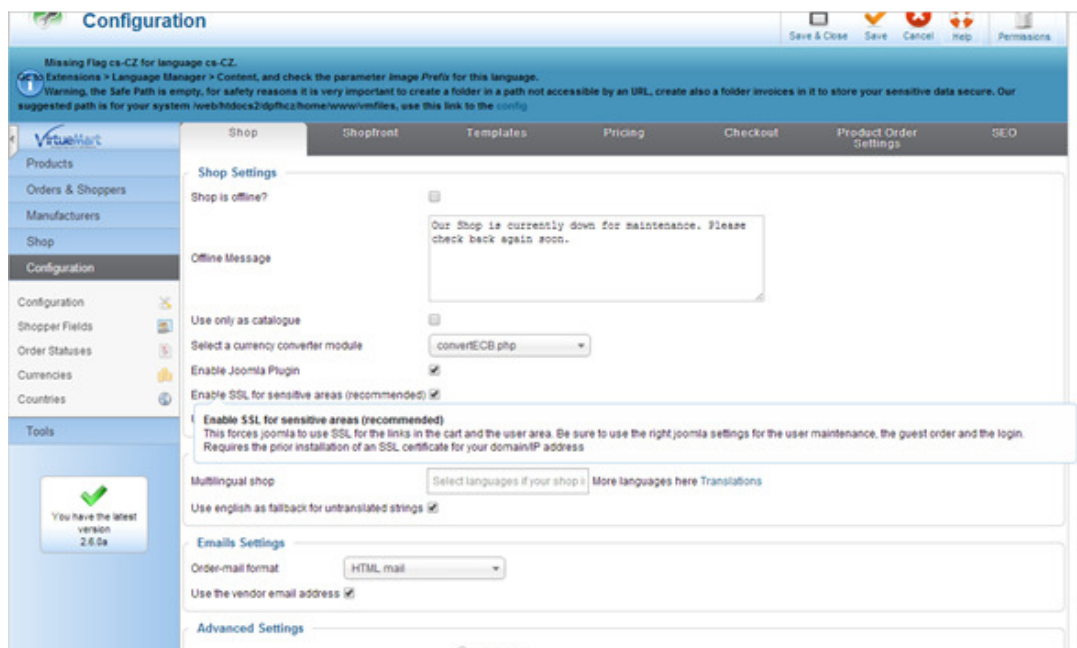 Configuration
Save & Close Save Cancel Help Permissions
Missing Flag cs-CZ for language cs-CZ.
Go to Extensions > Language Manager > Content, and check the parameter Image Prefix for this language.
Warning, the Safe Path is empty, for safety reasons it is very important to create a folder in a path not accessible by an URL, create also a folder invoices in it to store your sensitive data secure. Our
suggested path is for your system /web/htdocs2/dpfhcz/home/www/vmfiles, use this link to the config
VirtueMart
Shop Shopfront Templates Pricing Checkout Product Order Settings SEO
Products
Orders & Shoppers
Manufacturers
Shop
Configuration
Configuration
Shopper Fields
Order Statuses
Currencies
Countries
Tools
You have the latest
version
2.6.0a
Shop Settings
Shop is offline?
Our Shop is currently down for maintenance. Please
check back again soon.
Offline Message
Use only as catalogue
Select a currency converter module convertECB.php
Enable Joomla Plugin
Enable SSL for sensitive areas (recommended)
Enable SSL for sensitive areas (recommended)
This forces joomla to use SSL for the links in the cart and the user area. Be sure to use the right joomla settings for the user maintenance, the guest order and the login.
Requires the prior installation of an SSL certificate for your domain/IP address
Multilingual shop Select languages if your shop i More languages here Translations
Use english as fallback for untranslated strings
Emails Settings
Order-mail format HTML mail
Use the vendor email address
Advanced Settings